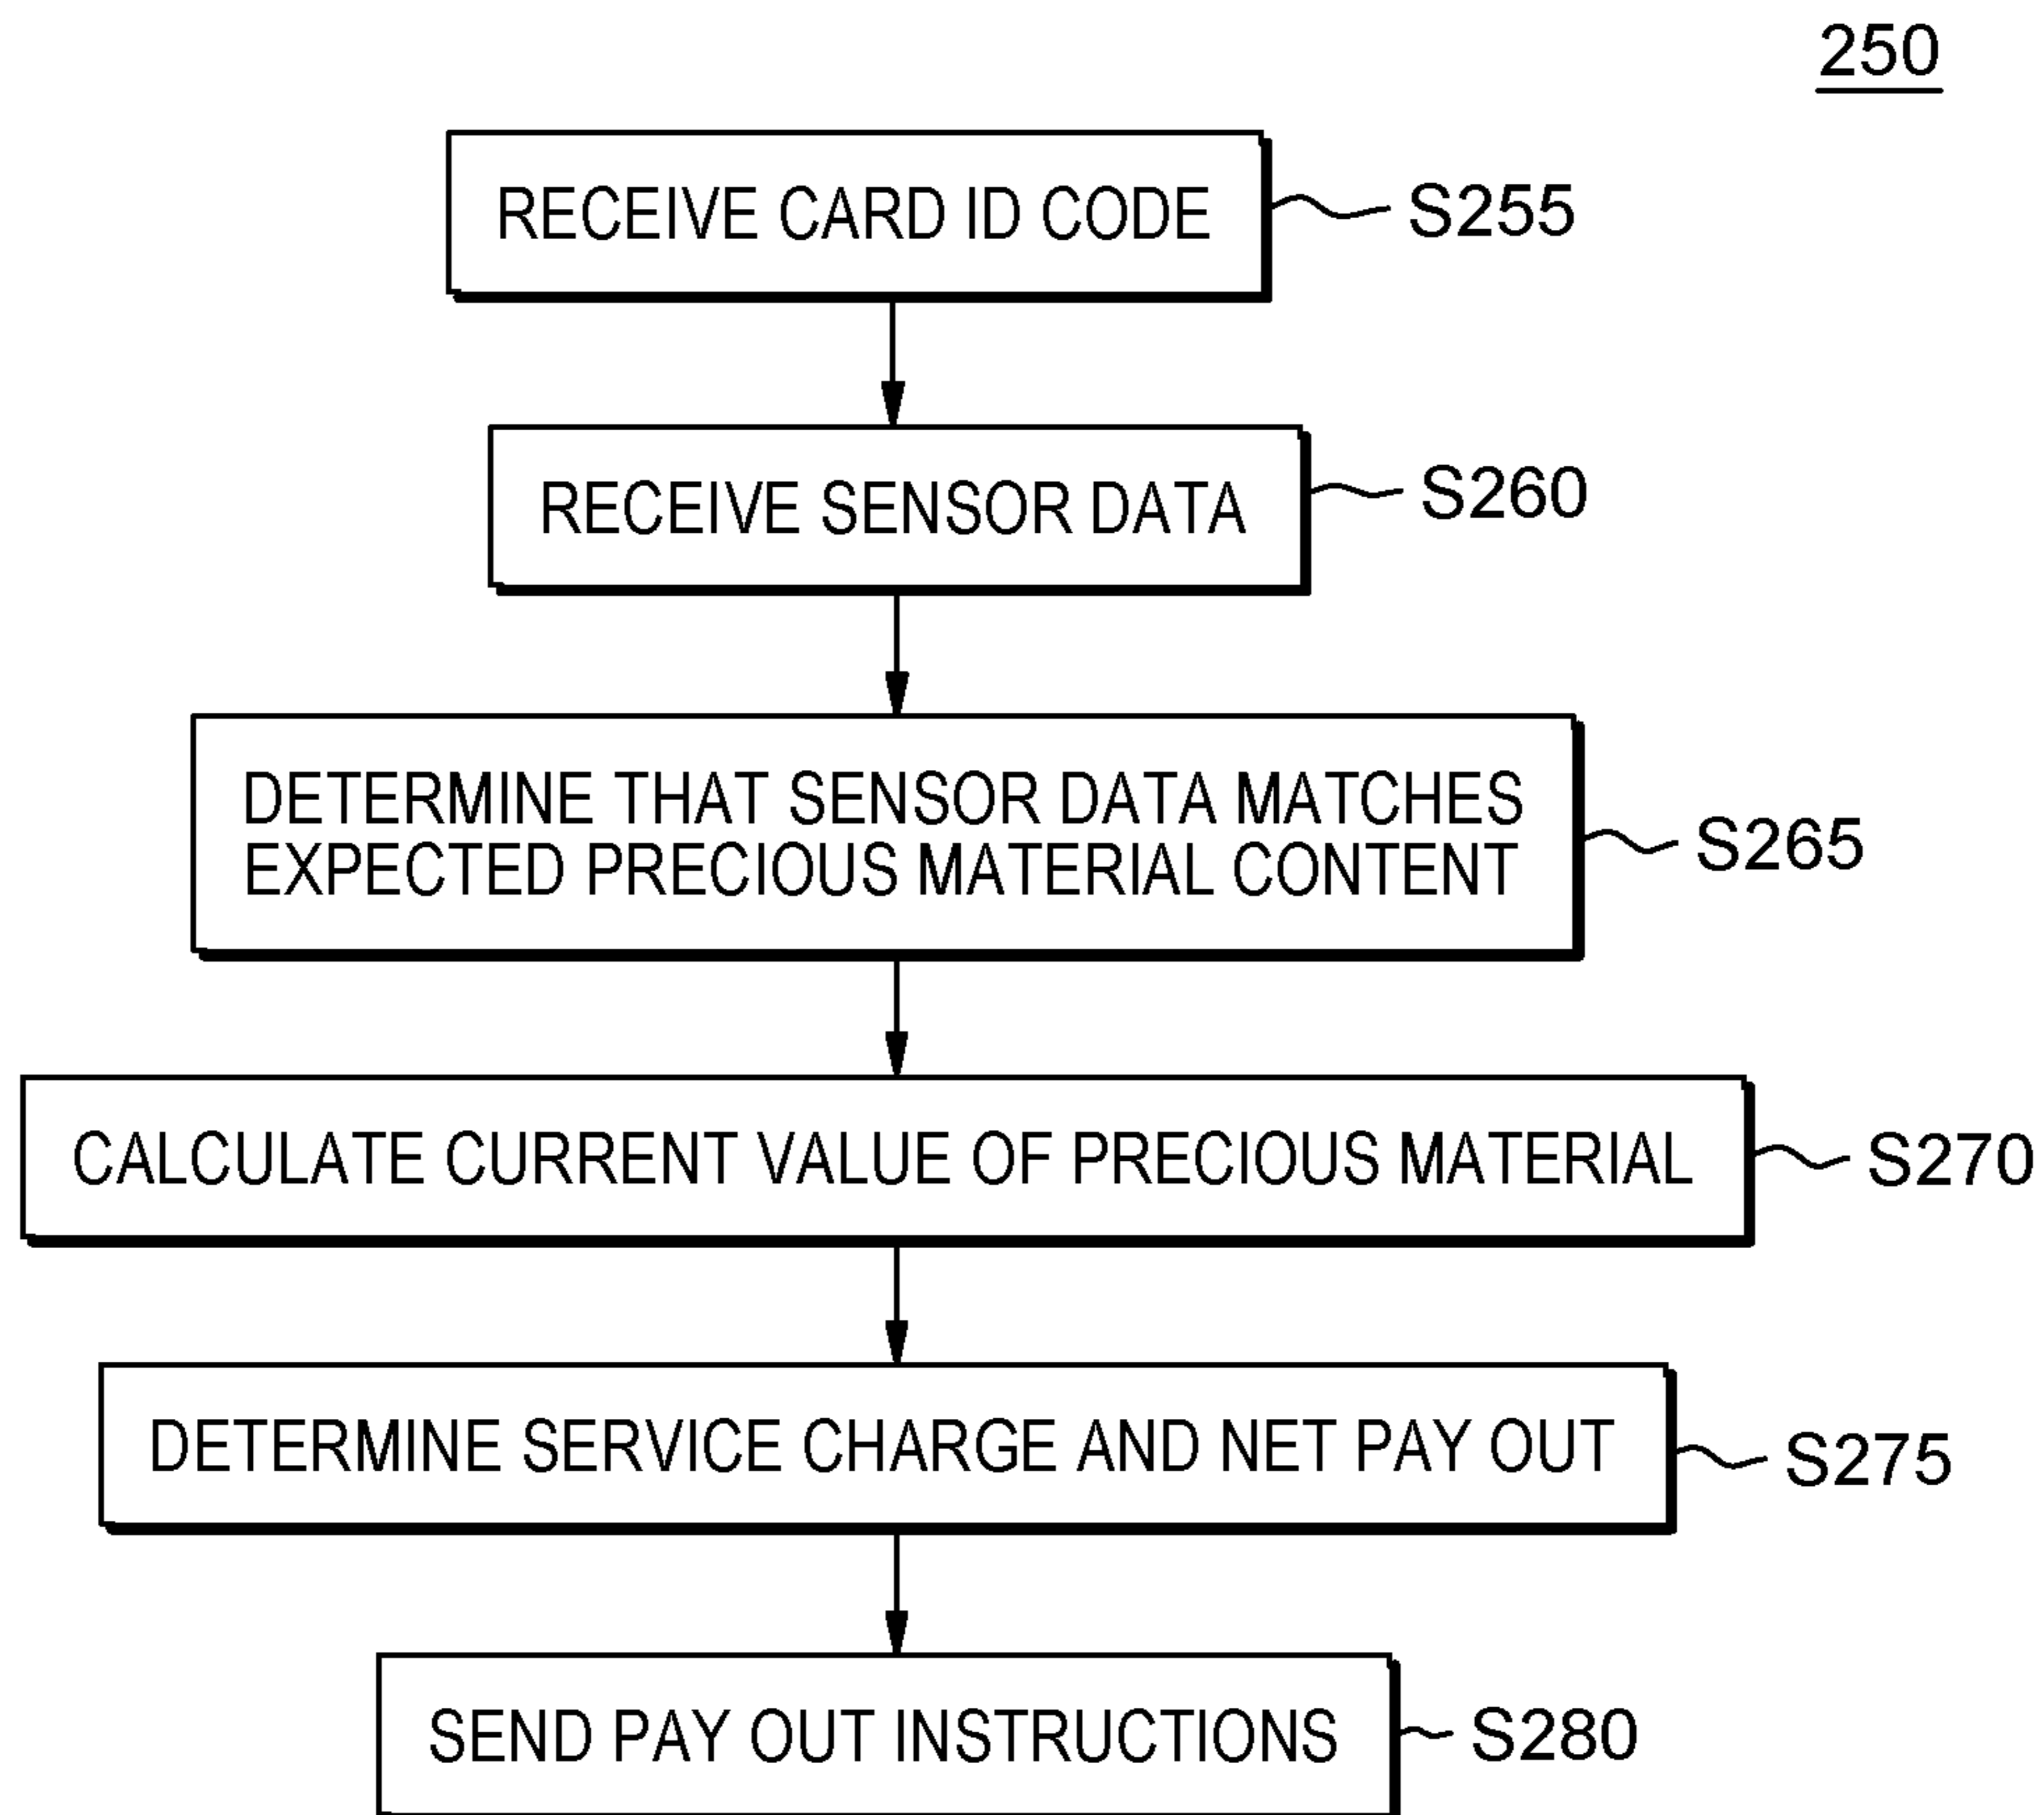 250
RECEIVE CARD ID CODE
S255
RECEIVE SENSOR DATA
S260
DETERMINE THAT SENSOR DATA MATCHES
EXPECTED PRECIOUS MATERIAL CONTENT
S265
CALCULATE CURRENT VALUE OF PRECIOUS MATERIAL
S270
DETERMINE SERVICE CHARGE AND NET PAY OUT
S275
SEND PAY OUT INSTRUCTIONS
S280